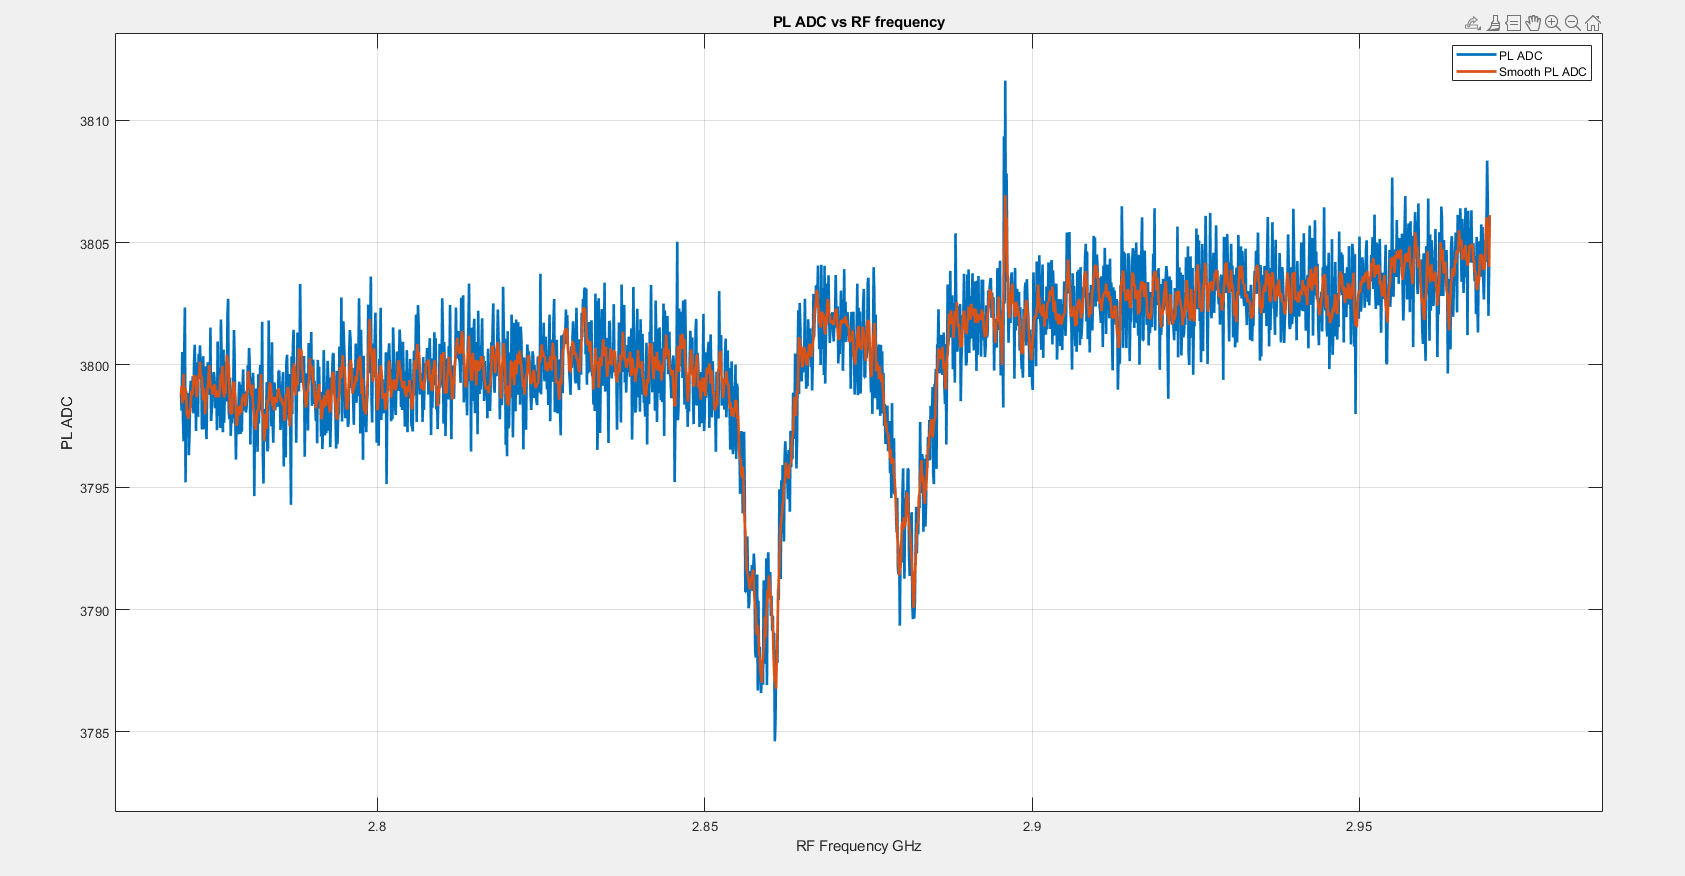 PL ADC vs RF frequency
PL ADC
Smooth PL ADC
3810
3805
3800
3795
3790
3785
PL ADC
2.8
2.85
2.9
2.95
RF Frequency GHz